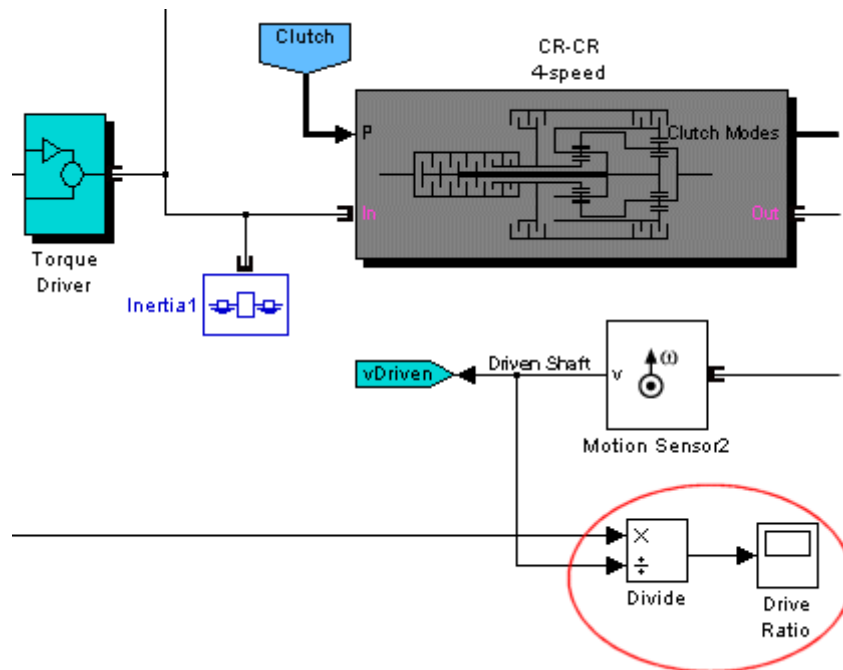 Clutch
CR-CR
4-speed
P
Clutch Modes
In
Out
Torque
Driver
Inertia1
vDriven
Driven Shaft
v
ω
Motion Sensor2
×
÷
Divide
Drive
Ratio